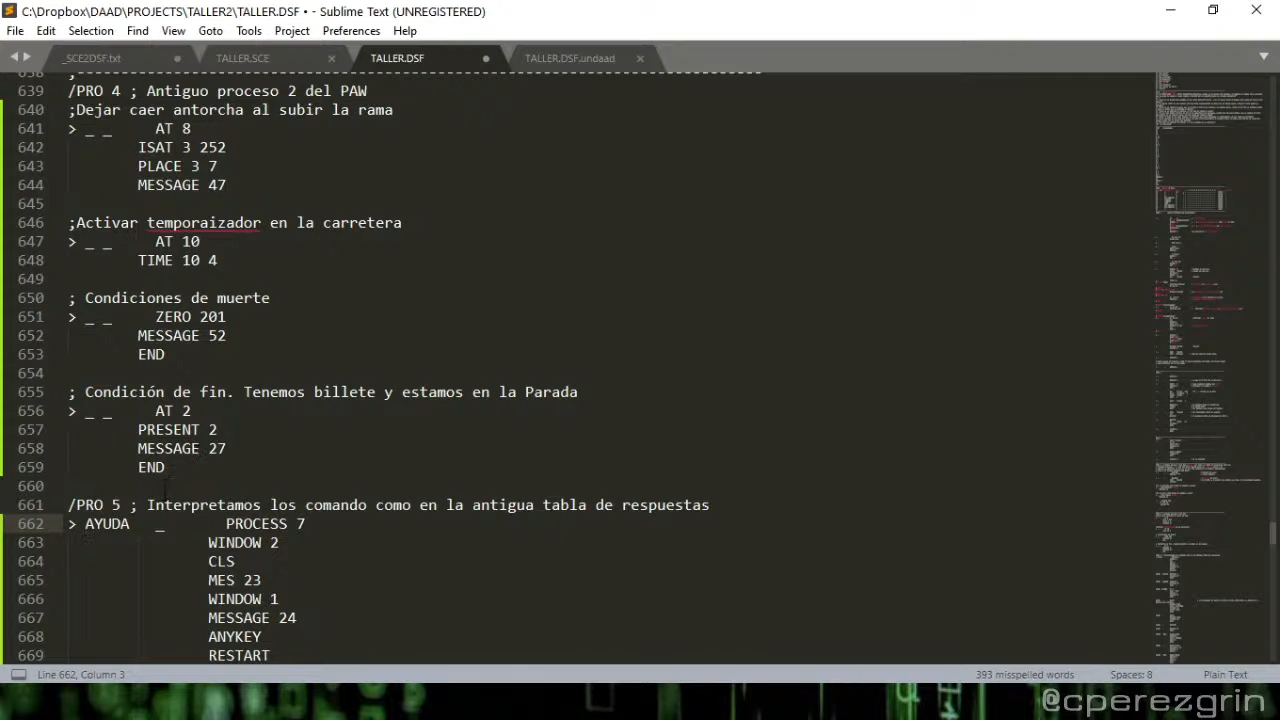 C:\Dropbox\DAAD\PROJECTS\TALLER2\TALLER.DSF • - Sublime Text (UNREGISTERED)
File Edit Selection Find View Goto Tools Project Preferences Help
_SCE2DSF.txt TALLER.SCE TALLER.DSF TALLER.DSF.undaad
638 ;------------------------------------------------------------------------------
639 /PRO 4 ; Antiguo proceso 2 del PAW
640 ;Dejar caer antorcha al subir la rama
641 > _ _ AT 8
642 ISAT 3 252
643 PLACE 3 7
644 MESSAGE 47
645
646 ;Activar temporaizador en la carretera
647 > _ _ AT 10
648 TIME 10 4
649
650 ; Condiciones de muerte
651 > _ _ ZERO 201
652 MESSAGE 52
653 END
654
655 ; Condición de fin. Tenemos billete y estamos en la Parada
656 > _ _ AT 2
657 PRESENT 2
658 MESSAGE 27
659 END
660
661 /PRO 5 ; Interpretamos los comando como en la antigua tabla de respuestas
662 > AYUDA _ PROCESS 7
663 WINDOW 2
664 CLS
665 MES 23
666 WINDOW 1
667 MESSAGE 24
668 ANYKEY
669 RESTART
Line 662, Column 3 393 misspelled words Spaces: 8 Plain Text
@cperezgrin